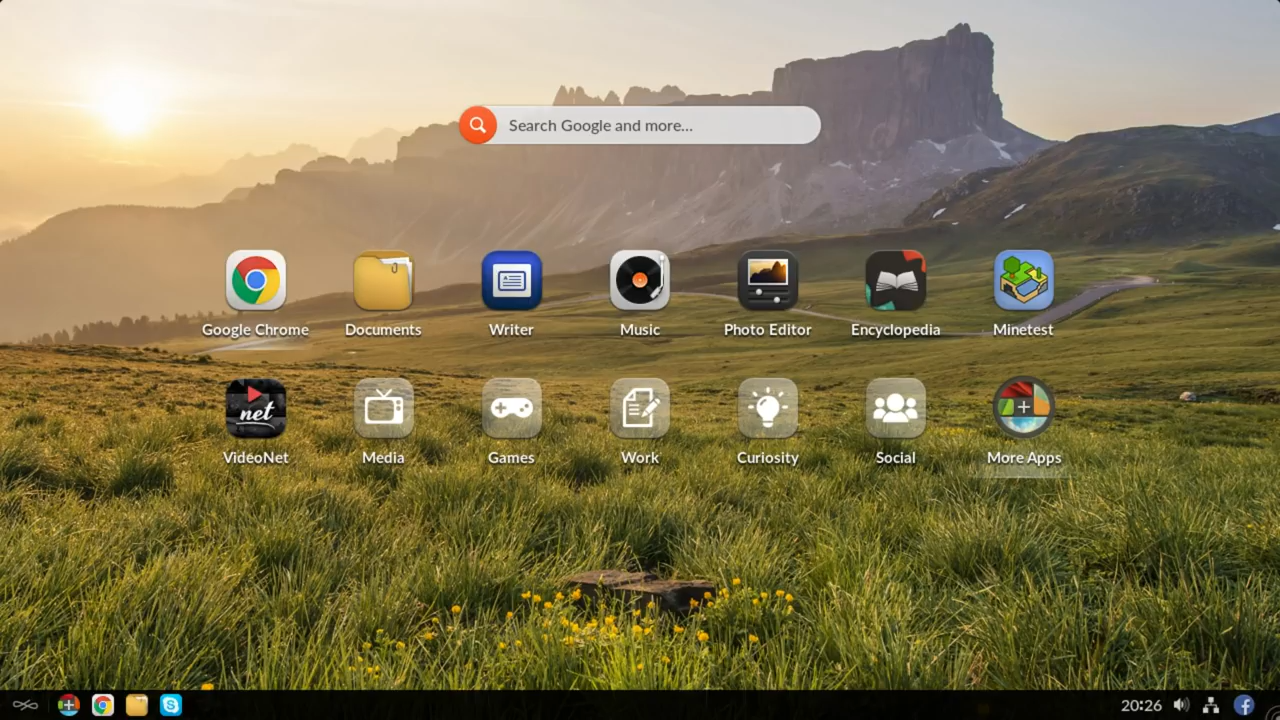 Search Google and more...
Google Chrome
Documents
Writer
Music
Photo Editor
Encyclopedia
Minetest
net
VideoNet
Media
Games
Work
Curiosity
Social
More Apps
20:26